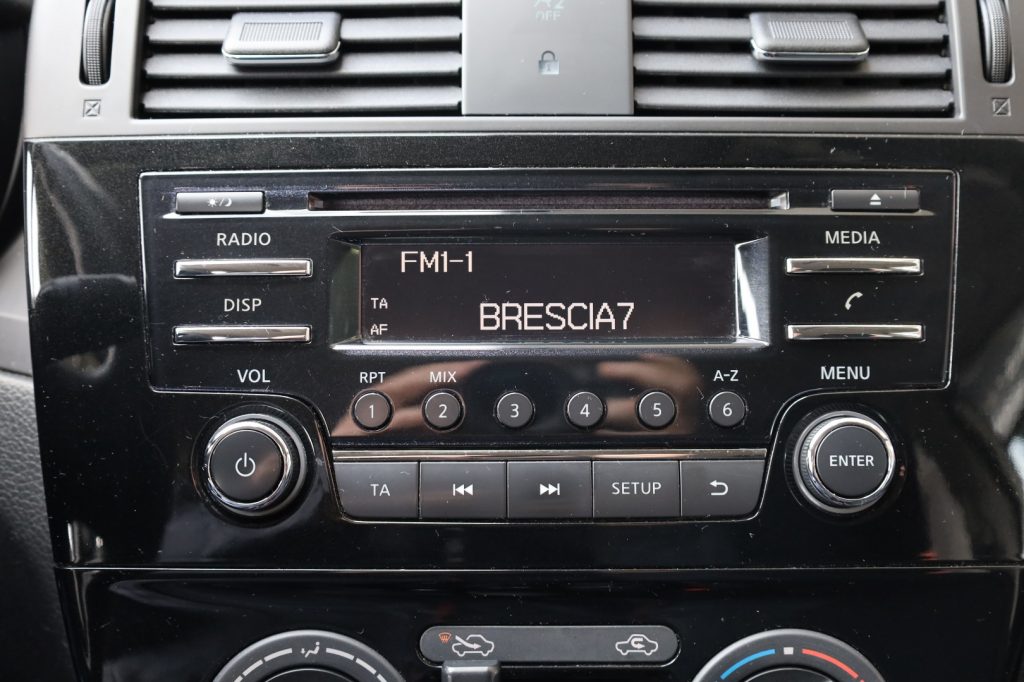 OFF
RADIO
MEDIA
FM1-1
DISP
TA
BRESCIA7
AF
VOL
RPT
MIX
A-Z
MENU
1
2
3
4
5
6
TA
SETUP
ENTER